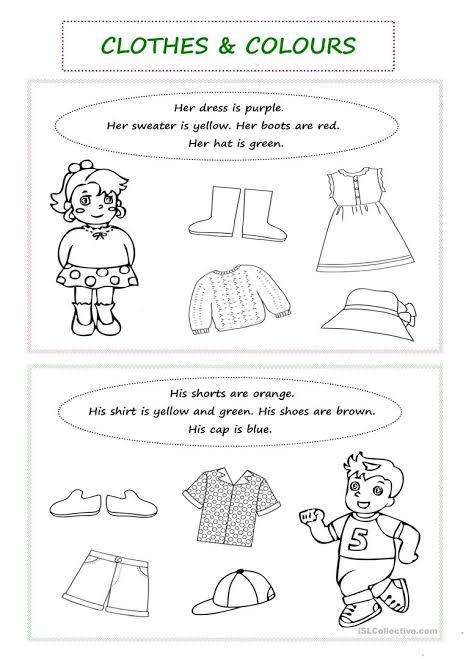 CLOTHES & COLOURS
Her dress is purple.
Her sweater is yellow. Her boots are red.
Her hat is green.
His shorts are orange.
His shirt is yellow and green. His shoes are brown.
His cap is blue.
5
iSLCollective.com